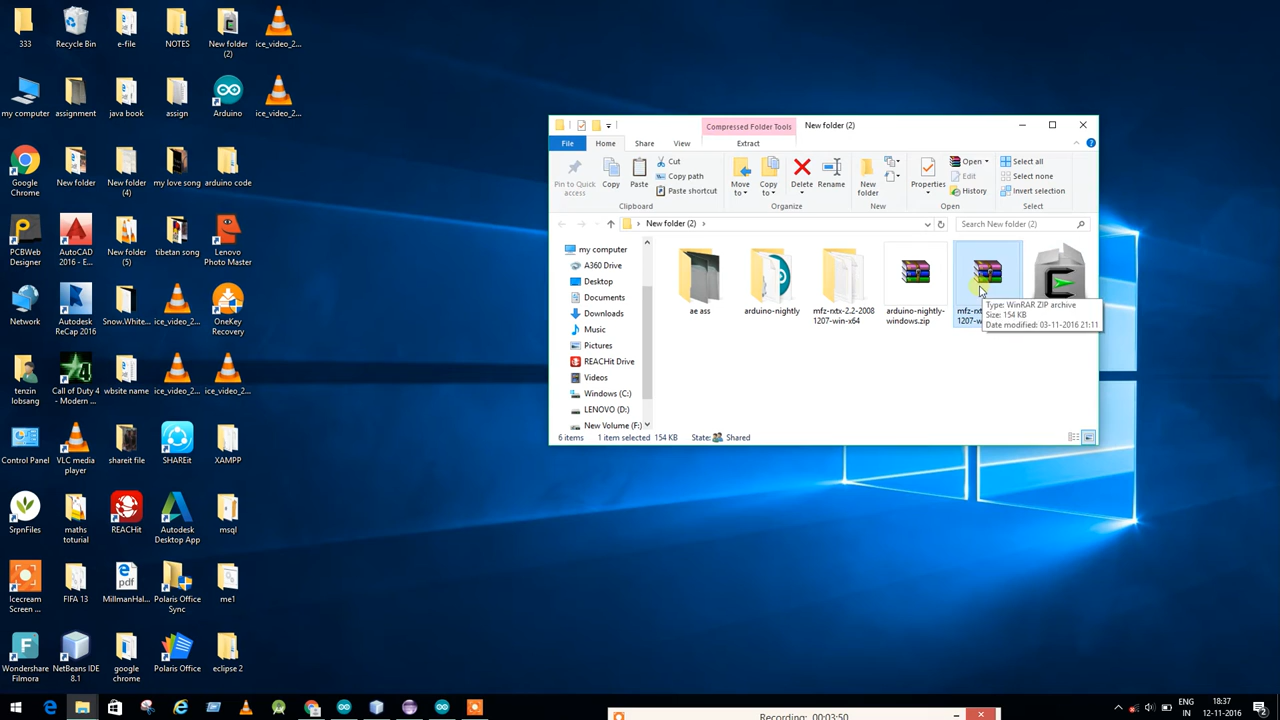 333
Recycle Bin
e-file
NOTES
New folder
(2)
ice_video_2...
my computer
assignment
java book
assign
Arduino
ice_video_2...
Google
Chrome
New folder
New folder
(4)
my love song
arduino code
PCBWeb
Designer
AutoCAD
2016 - E...
New folder
(5)
tibetan song
Lenovo
Photo Master
Network
Autodesk
ReCap 2016
Snow.White...
ice_video_2...
OneKey
Recovery
tenzin
lobsang
Call of Duty 4
- Modern ...
wbsite name
ice_video_2...
ice_video_2...
Control Panel
VLC media
player
shareit file
SHAREit
XAMPP
SrpnFiles
maths
toturial
REACHit
Autodesk
Desktop App
msql
Icecream
Screen ...
FIFA 13
MillmanHal...
Polaris Office
Sync
me1
Wondershare
Filmora
NetBeans IDE
8.1
google
chrome
Polaris Office
eclipse 2
Compressed Folder Tools
New folder (2)
File
Home
Share
View
Extract
Pin to Quick
access
Copy
Paste
Cut
Copy path
Paste shortcut
Move
to
Copy
to
Delete
Rename
New
folder
Properties
Open
Edit
History
Select all
Select none
Invert selection
Clipboard
Organize
New
Open
Select
New folder (2)
Search New folder (2)
my computer
A360 Drive
Desktop
Documents
Downloads
Music
Pictures
REACHit Drive
Videos
Windows (C:)
LENOVO (D:)
New Volume (F:)
ae ass
arduino-nightly
mfz-rxtx-2.2-2008
1207-win-x64
arduino-nightly-
windows.zip
Type: WinRAR ZIP archive
Size: 154 KB
Date modified: 03-11-2016 21:11
6 items
1 item selected
154 KB
State:
Shared
Recording: 00:03:50
ENG
IN
18:37
12-11-2016